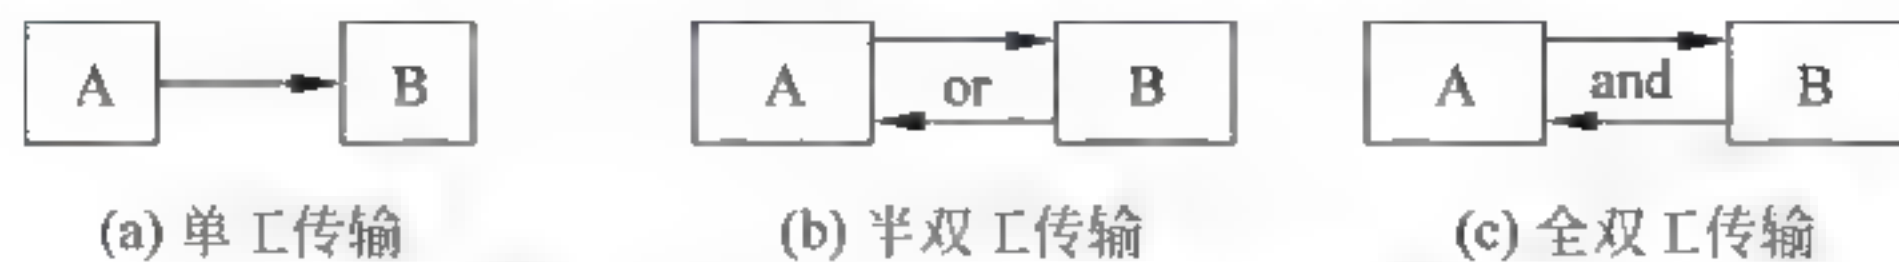 A B A or B A and B
(a) 单工传输 (b) 半双工传输 (c) 全双工传输